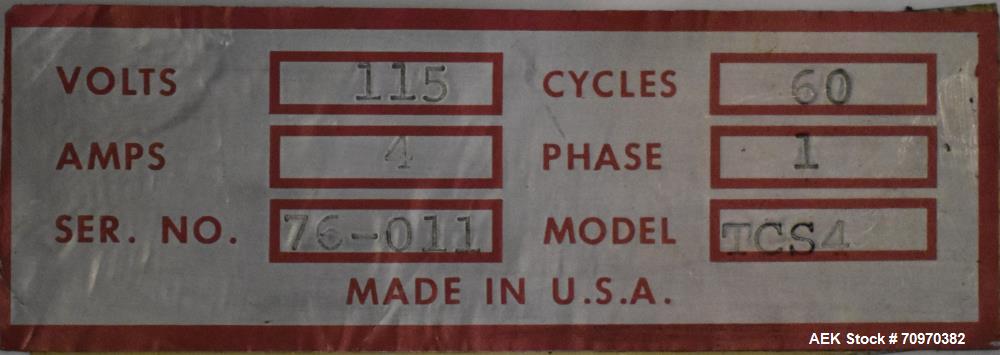 VOLTS 115 CYCLES 60
AMPS 4 PHASE 1
SER. NO. 76-011 MODEL TCS4
MADE IN U.S.A.
AEK Stock # 70970382